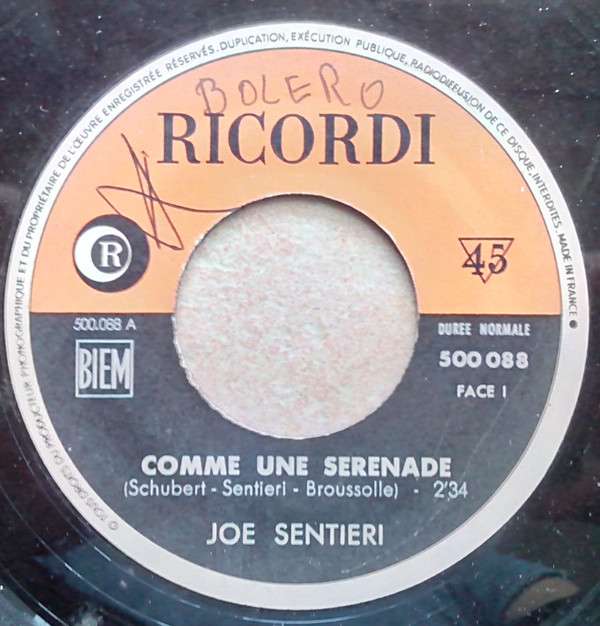 © TOUS DROITS DU PRODUCTEUR PHONOGRAPHIQUE ET DU PROPRIÉTAIRE DE L'ŒUVRE ENREGISTRÉE RÉSERVÉS. DUPLICATION, EXÉCUTION PUBLIQUE, RADIODIFFUSION DE CE DISQUE, INTERDITES. MADE IN FRANCE
BOLERO
RICORDI
R
45
500.088 A
DUREE NORMALE
BIEM
500 088
FACE 1
COMME UNE SERENADE
(Schubert - Sentieri - Broussolle) - 2'34
JOE SENTIERI